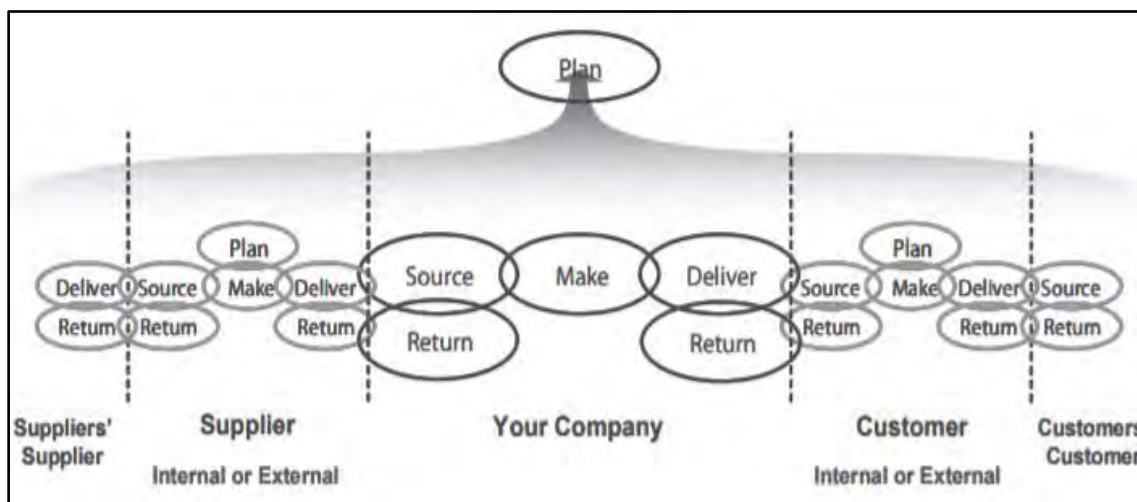 Plan
Plan
Plan
Deliver Source Make Deliver Source Make Deliver Source Make Deliver Source
Return Return Return Return Return Return Return Return
Suppliers' Supplier Your Company Customer Customers
Supplier Internal or External Internal or External Customer